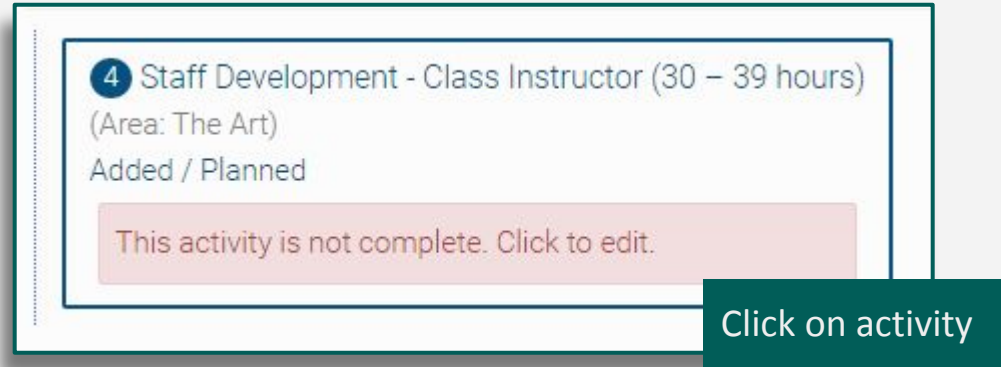 4 Staff Development - Class Instructor (30 – 39 hours)
(Area: The Art)
Added / Planned
This activity is not complete. Click to edit.
Click on activity